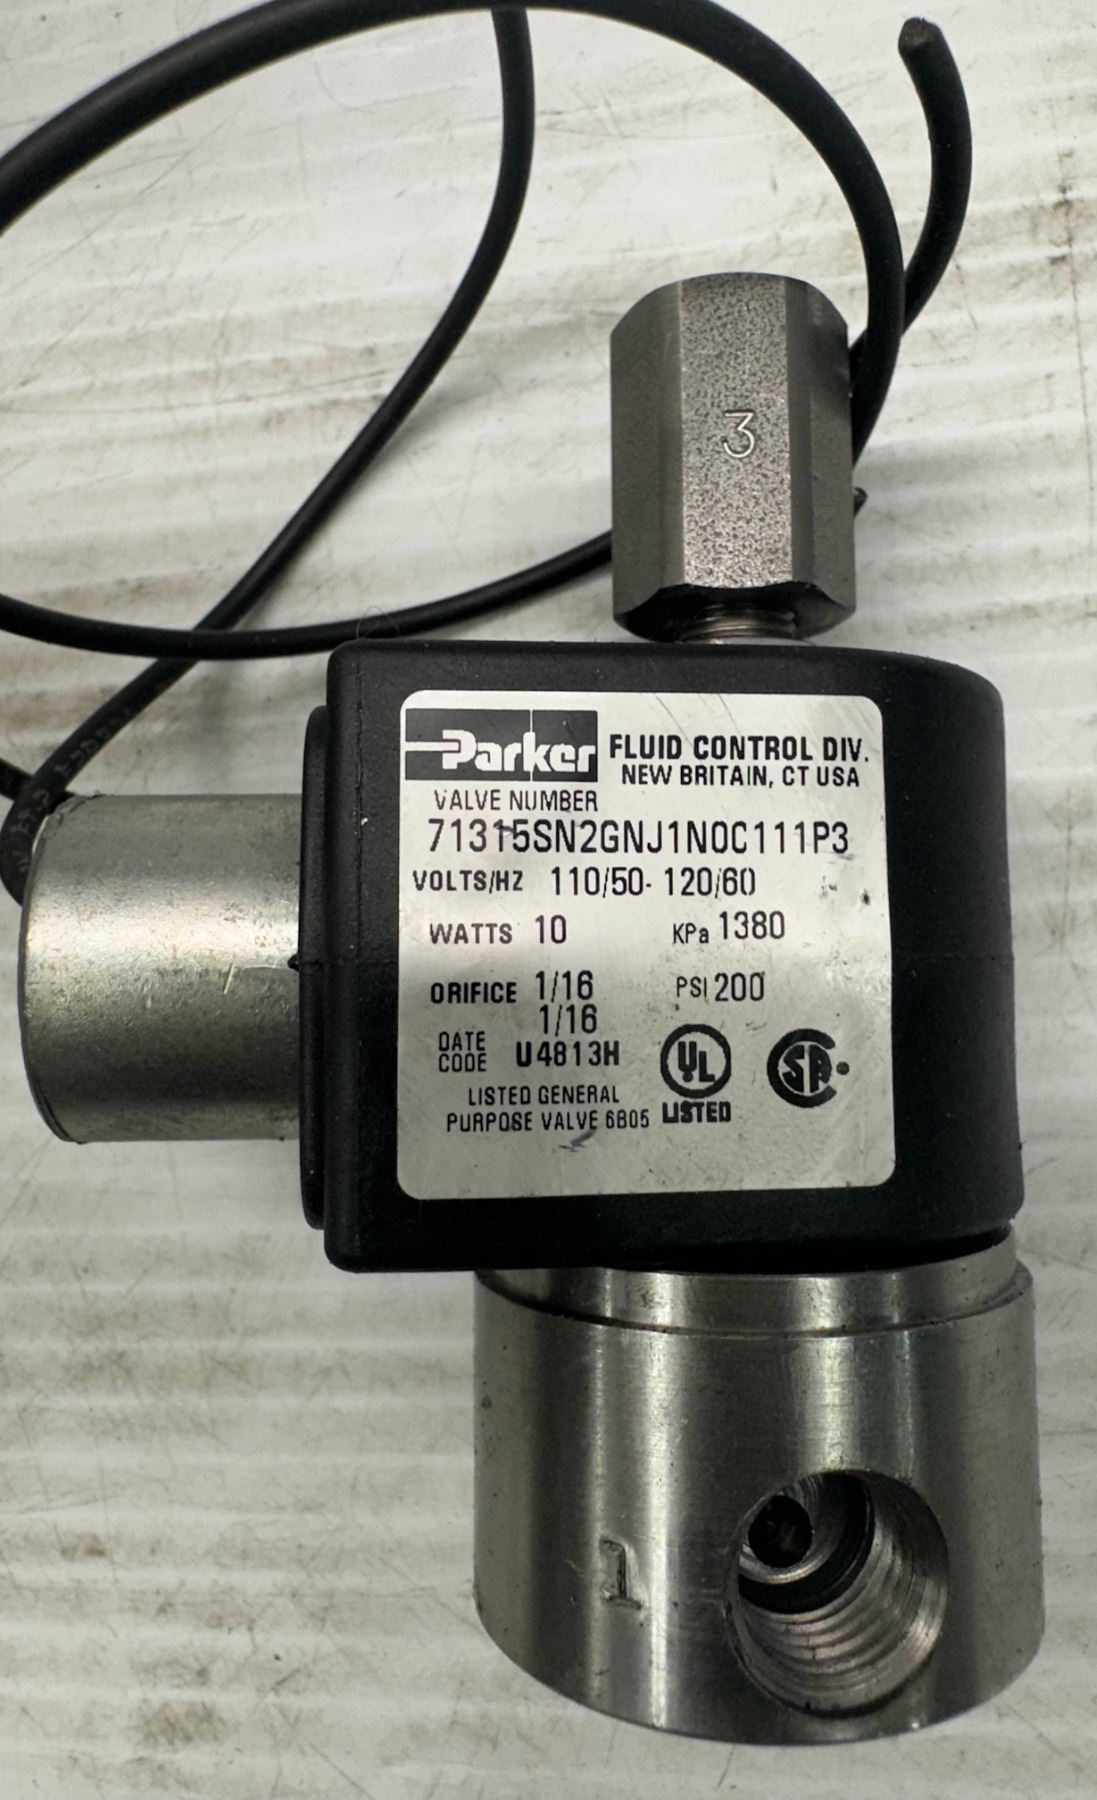 3
Parker FLUID CONTROL DIV.
NEW BRITAIN, CT USA
VALVE NUMBER
71315SN2GNJ1N0C111P3
VOLTS/HZ 110/50- 120/60
WATTS 10 KPa 1380
ORIFICE 1/16 PSI 200
1/16
DATE CODE U4813H
UL SA
LISTED GENERAL
PURPOSE VALVE 6B05 LISTED
1